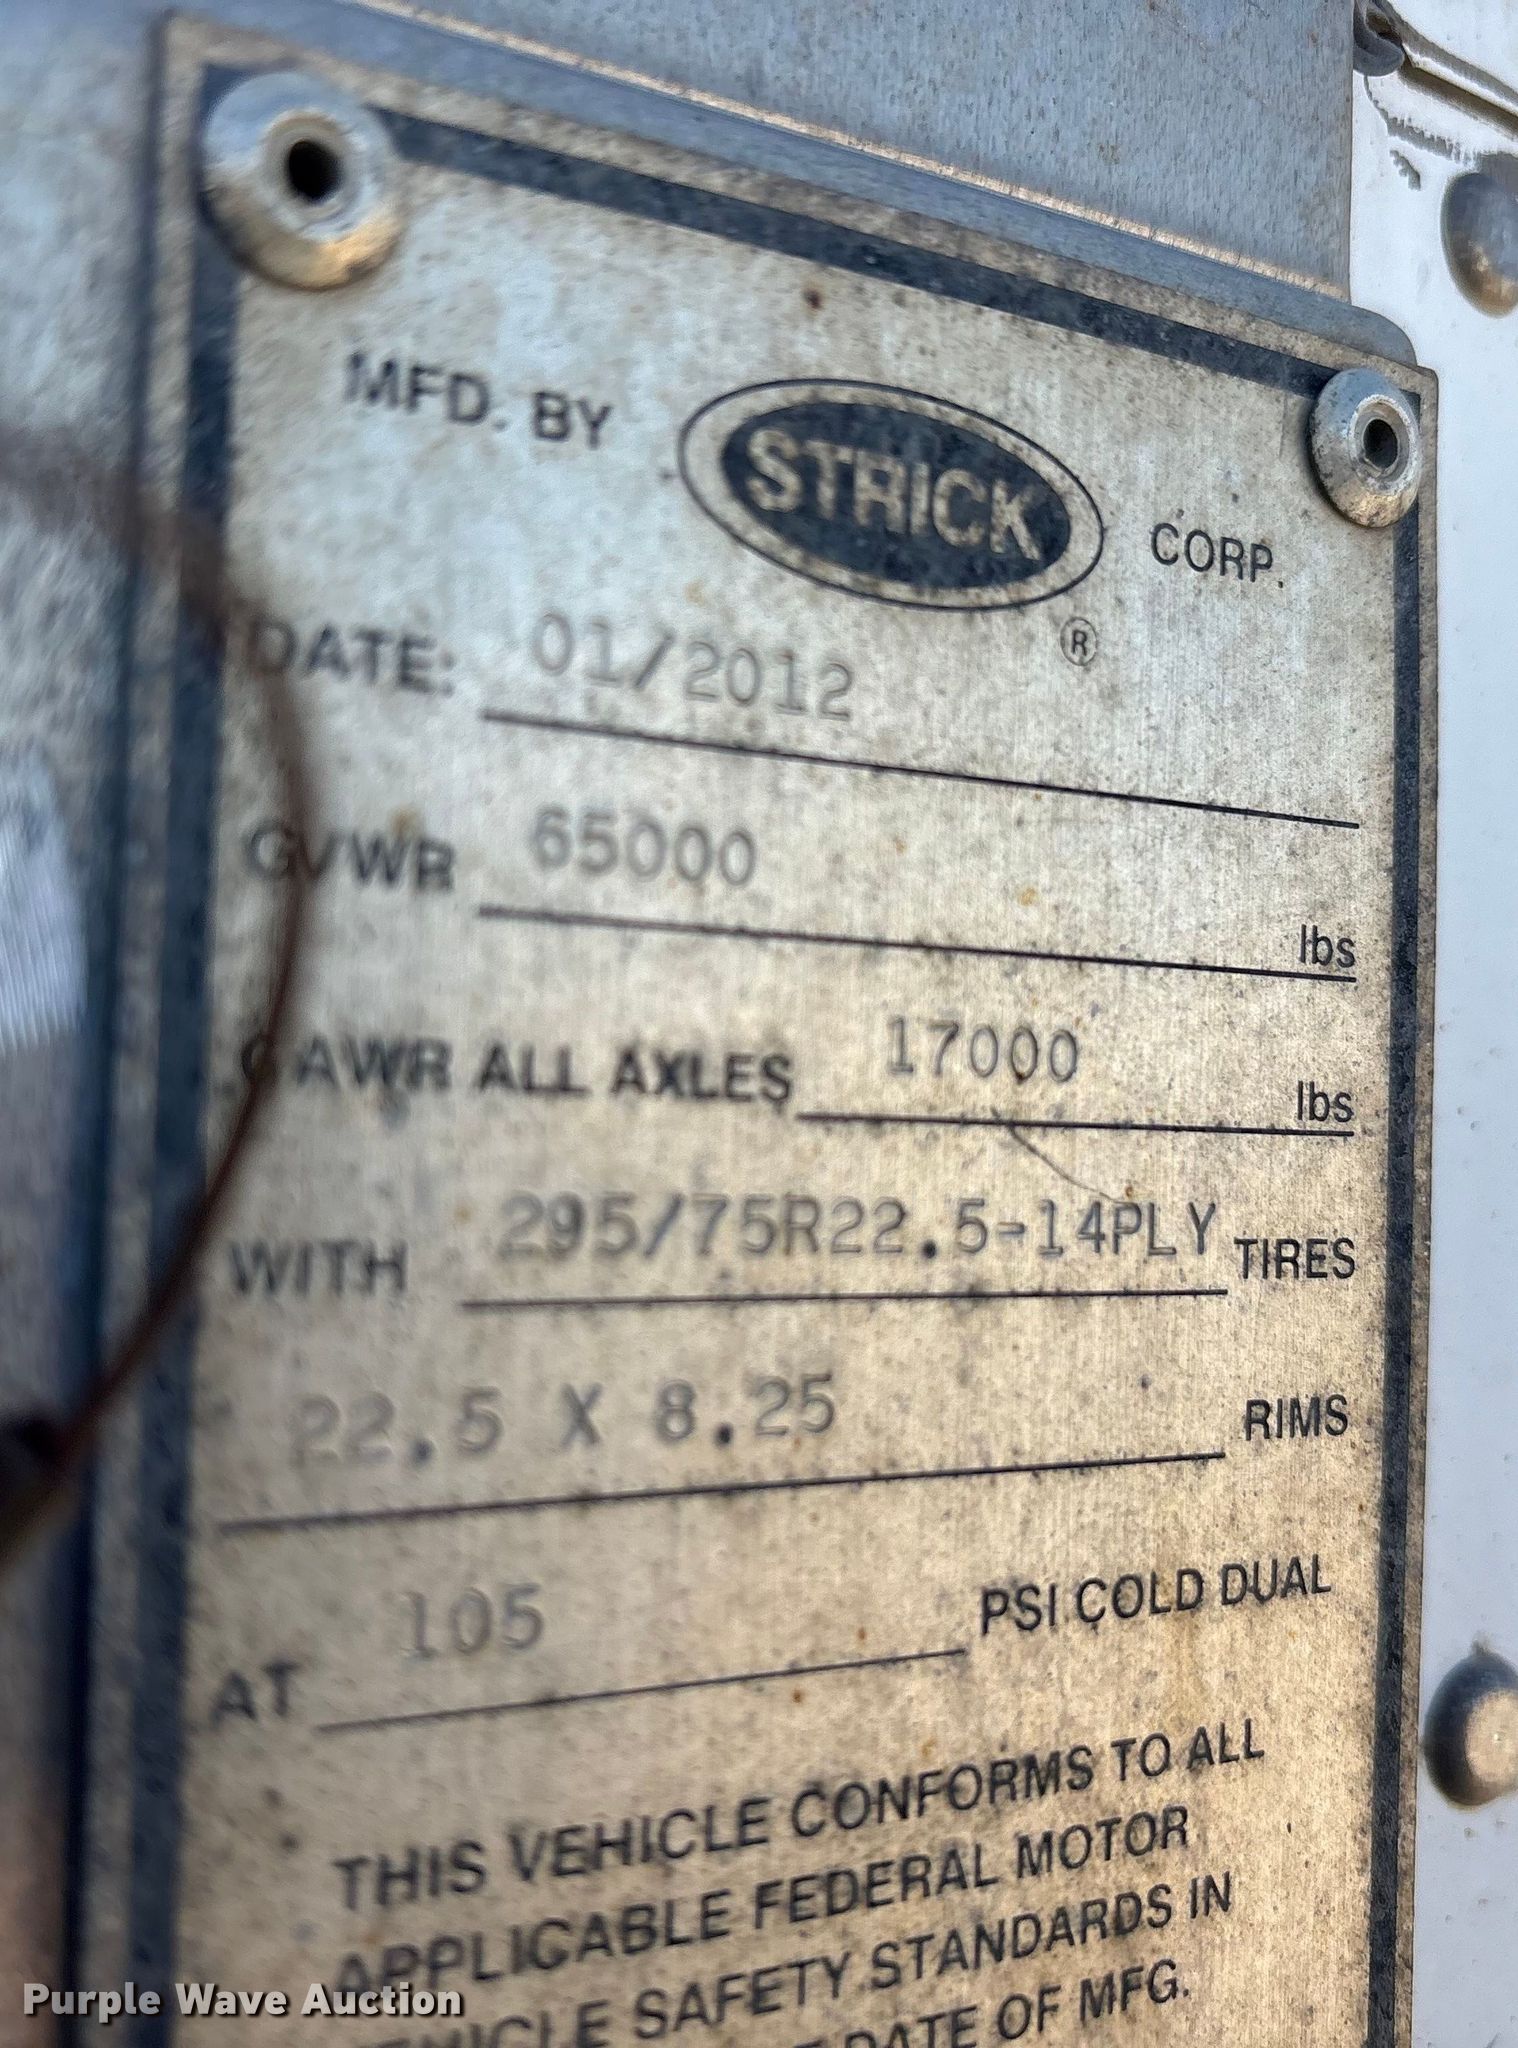 MFD. BY STRICK CORP.
®
DATE: 01/2012
GVWR 65000 lbs
GAWR ALL AXLES 17000 lbs
WITH 295/75R22.5-14PLY TIRES
22.5 X 8.25 RIMS
AT 105 PSI COLD DUAL
THIS VEHICLE CONFORMS TO ALL
APPLICABLE FEDERAL MOTOR
VEHICLE SAFETY STANDARDS IN
DATE OF MFG.
Purple Wave Auction